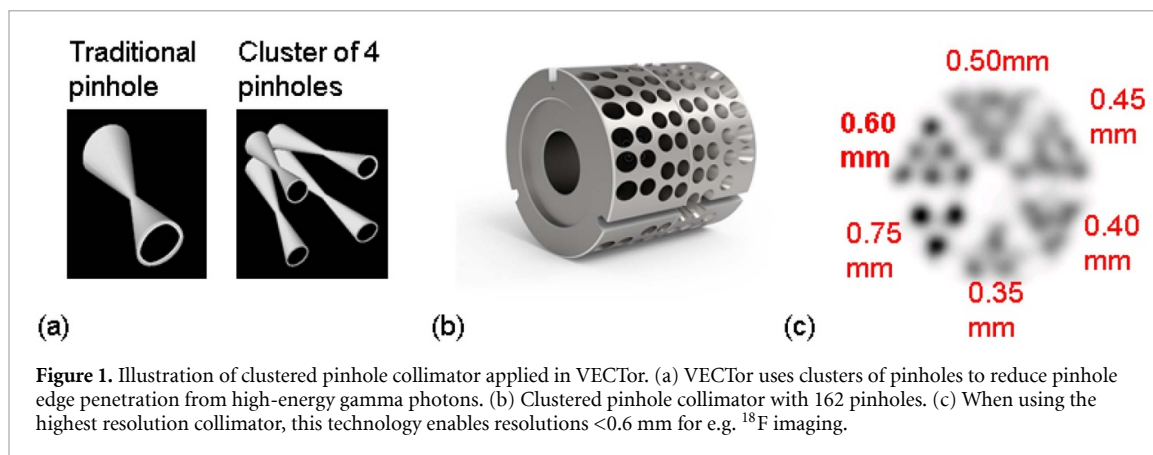 Traditional
pinhole
Cluster of 4
pinholes
(a)
(b)
0.50mm
0.45
mm
0.60
mm
0.40
mm
0.75
mm
0.35
mm
(c)
Figure 1. Illustration of clustered pinhole collimator applied in VECTor. (a) VECTor uses clusters of pinholes to reduce pinhole
edge penetration from high-energy gamma photons. (b) Clustered pinhole collimator with 162 pinholes. (c) When using the
highest resolution collimator, this technology enables resolutions <0.6 mm for e.g. ¹⁸F imaging.